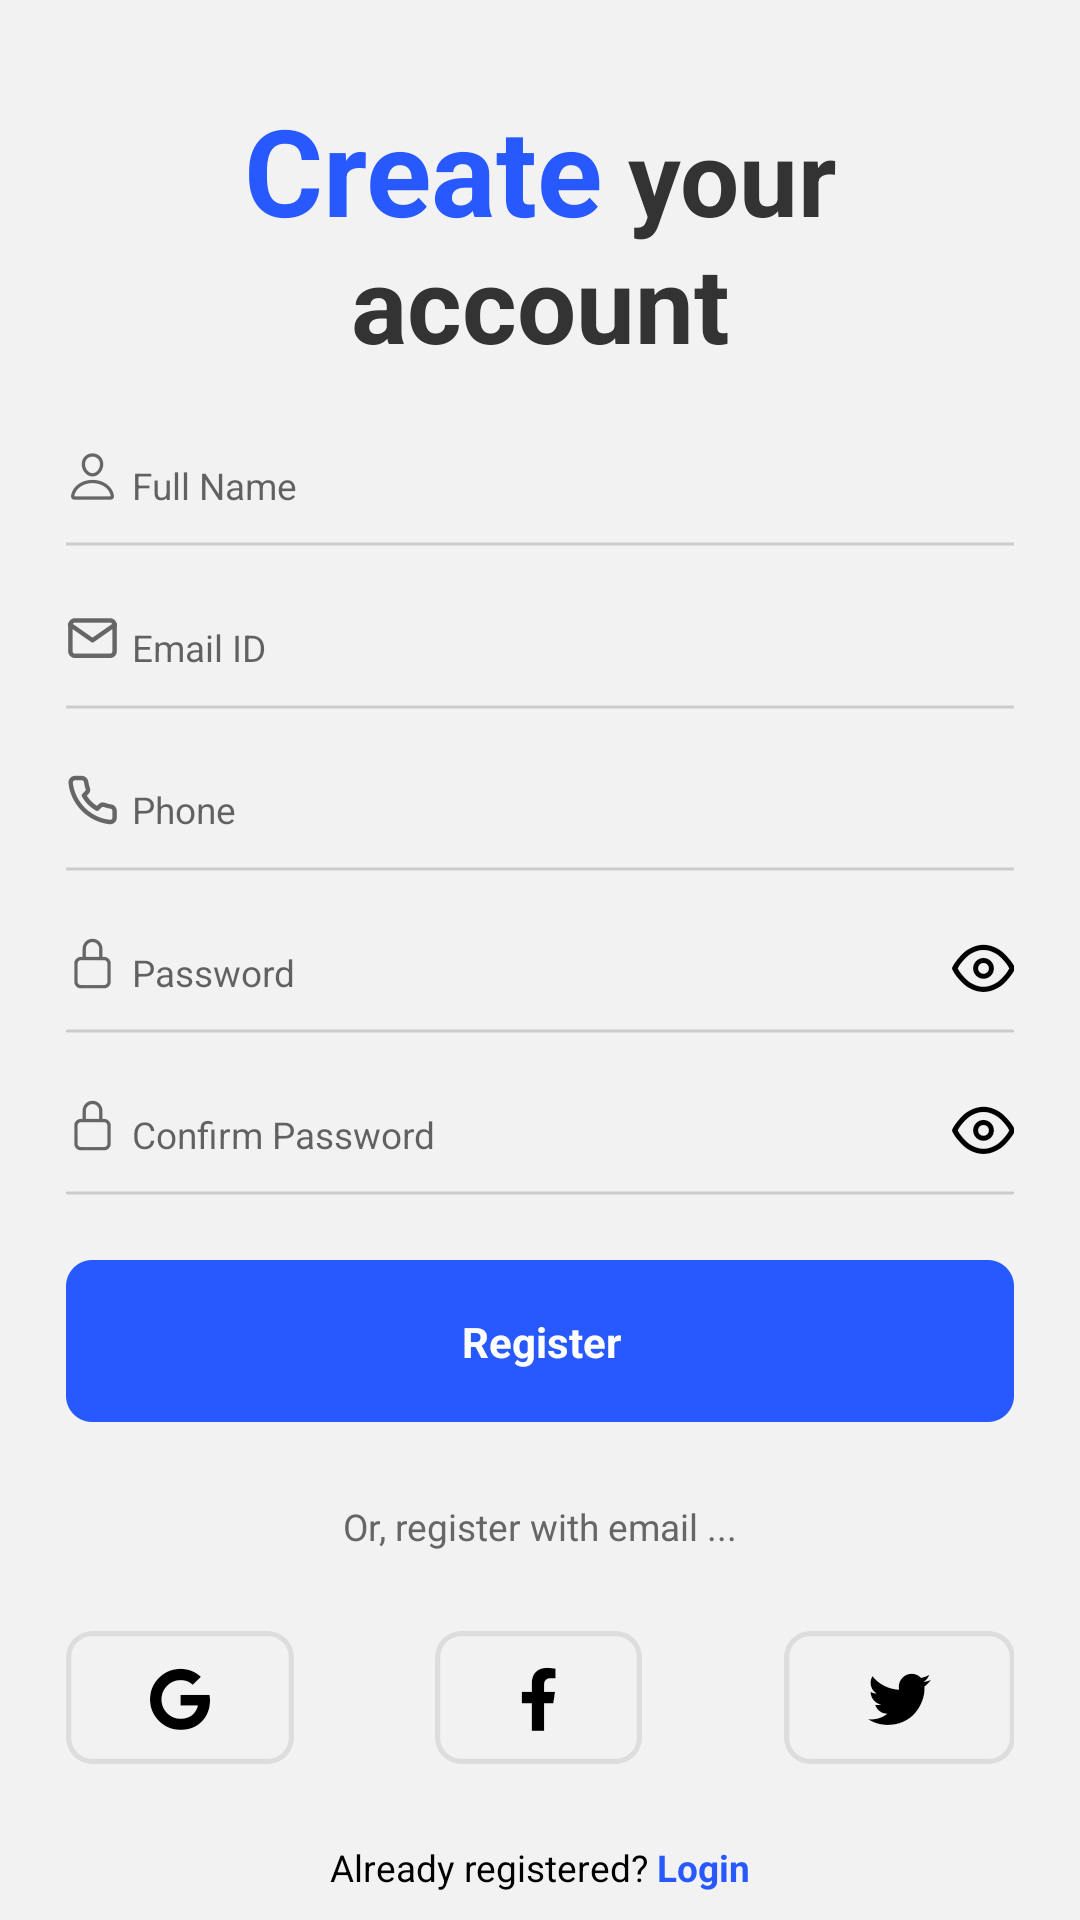 Create your
account
Full Name
Email ID
Phone
Password
Confirm Password
Register
Or, register with email ...
Already registered? Login